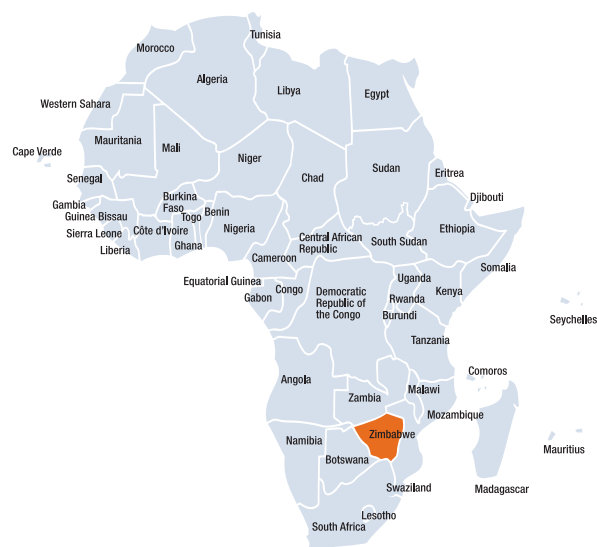 Tunisia
Morocco
Algeria
Libya
Egypt
Western Sahara
Mauritania
Mali
Cape Verde
Niger
Chad
Sudan
Eritrea
Senegal
Djibouti
Gambia
Burkina
Faso
Benin
Guinea Bissau
Togo
Sierra Leone
Côte d'Ivoire
Nigeria
Ethiopia
Liberia
Ghana
Central African
Republic
South Sudan
Cameroon
Somalia
Equatorial Guinea
Congo
Gabon
Democratic
Republic of
the Congo
Uganda
Kenya
Rwanda
Burundi
Seychelles
Tanzania
Comoros
Angola
Malawi
Zambia
Mozambique
Zimbabwe
Namibia
Botswana
Mauritius
Swaziland
Madagascar
Lesotho
South Africa